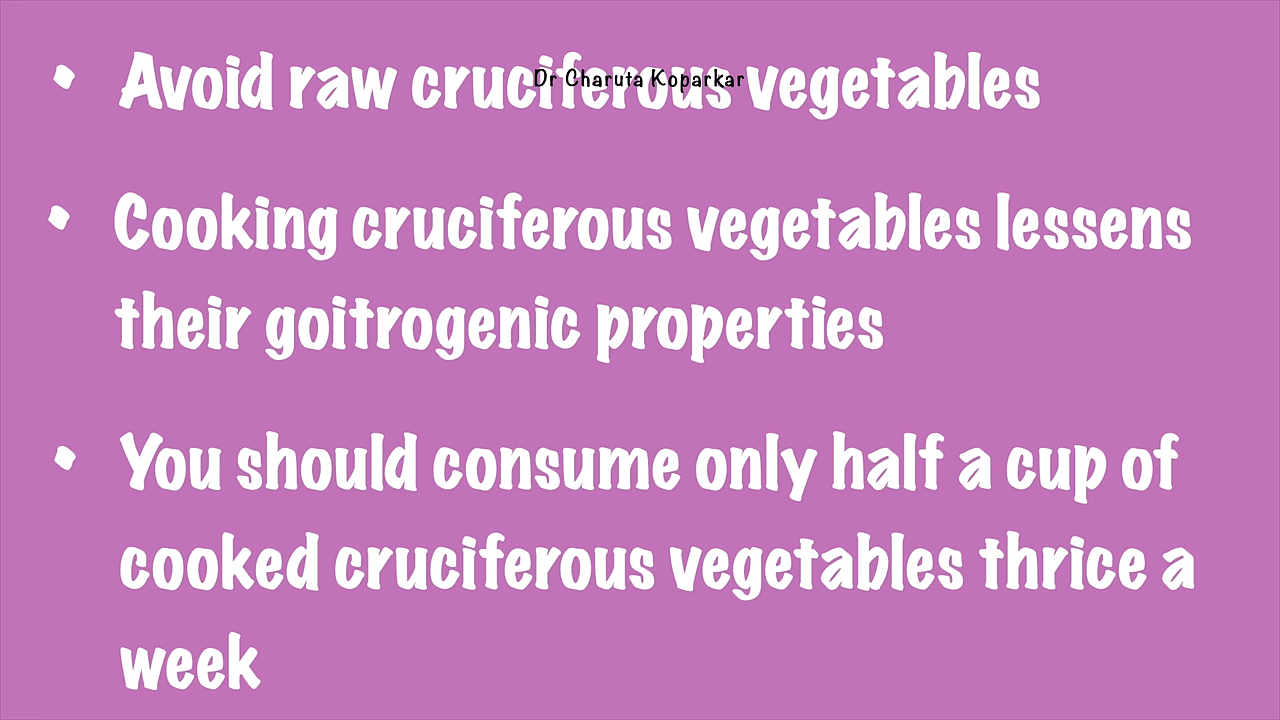 • Avoid raw cruciferous vegetables
Dr Charuta Koparkar
• Cooking cruciferous vegetables lessens
their goitrogenic properties
• You should consume only half a cup of
cooked cruciferous vegetables thrice a
week